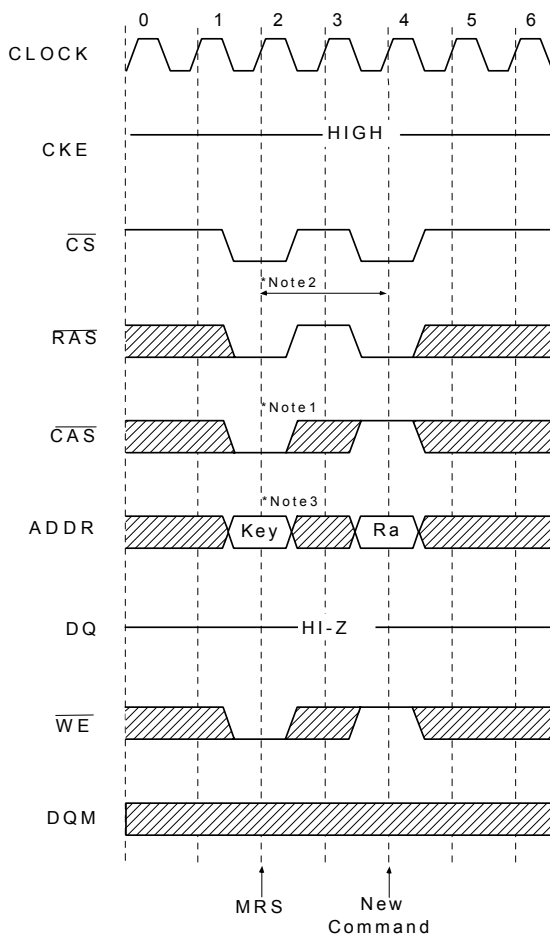 0 1 2 3 4 5 6
CLOCK
HIGH
CKE
CS
*Note2
RAS
*Note1
CAS
*Note3
ADDR Key Ra
DQ HI-Z
WE
DQM
MRS New
Command